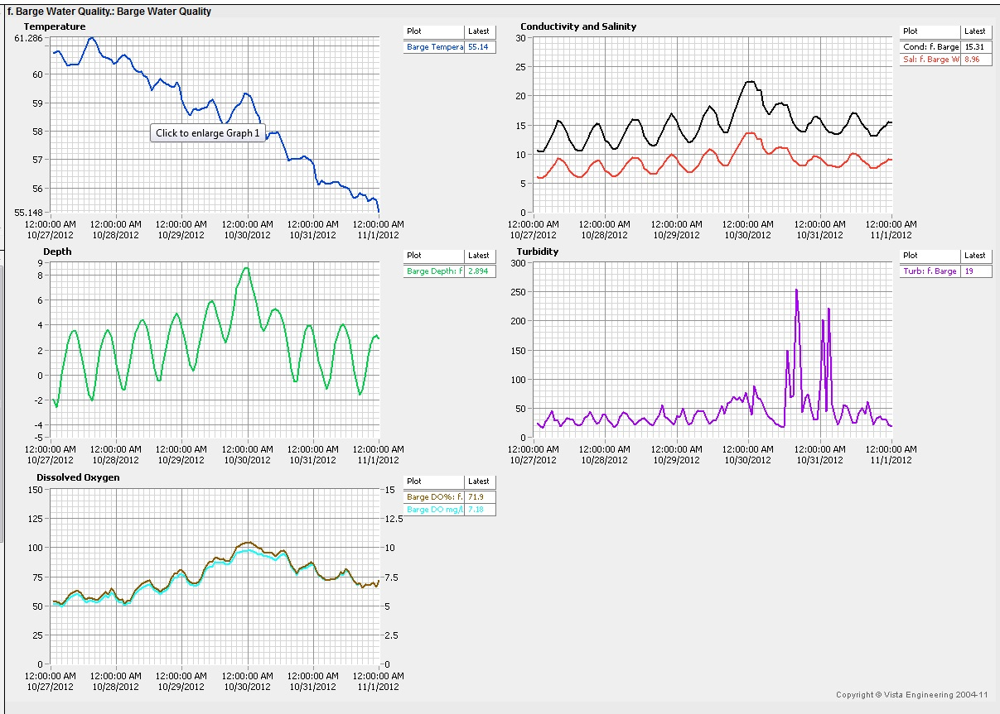 f. Barge Water Quality.: Barge Water Quality
Temperature
61.286
60
59
58
57
56
55.148
12:00:00 AM 12:00:00 AM 12:00:00 AM 12:00:00 AM 12:00:00 AM 12:00:00 AM
10/27/2012 10/28/2012 10/29/2012 10/30/2012 10/31/2012 11/1/2012
Click to enlarge Graph 1
Plot Latest
Barge Tempera 55.14
Conductivity and Salinity
30
25
20
15
10
5
0
12:00:00 AM 12:00:00 AM 12:00:00 AM 12:00:00 AM 12:00:00 AM 12:00:00 AM
10/27/2012 10/28/2012 10/29/2012 10/30/2012 10/31/2012 11/1/2012
Plot Latest
Cond: f. Barge 15.31
Sal: f. Barge W 8.96
Depth
9
8
6
4
2
0
-2
-4
-5
12:00:00 AM 12:00:00 AM 12:00:00 AM 12:00:00 AM 12:00:00 AM 12:00:00 AM
10/27/2012 10/28/2012 10/29/2012 10/30/2012 10/31/2012 11/1/2012
Plot Latest
Barge Depth: f 2.894
Turbidity
300
250
200
150
100
50
0
12:00:00 AM 12:00:00 AM 12:00:00 AM 12:00:00 AM 12:00:00 AM 12:00:00 AM
10/27/2012 10/28/2012 10/29/2012 10/30/2012 10/31/2012 11/1/2012
Plot Latest
Turb: f. Barge 19
Dissolved Oxygen
150 15
125 12.5
100 10
75 7.5
50 5
25 2.5
0 0
12:00:00 AM 12:00:00 AM 12:00:00 AM 12:00:00 AM 12:00:00 AM 12:00:00 AM
10/27/2012 10/28/2012 10/29/2012 10/30/2012 10/31/2012 11/1/2012
Plot Latest
Barge DO%: f. 71.9
Barge DO mg/l 7.18
Copyright © Vista Engineering 2004-11